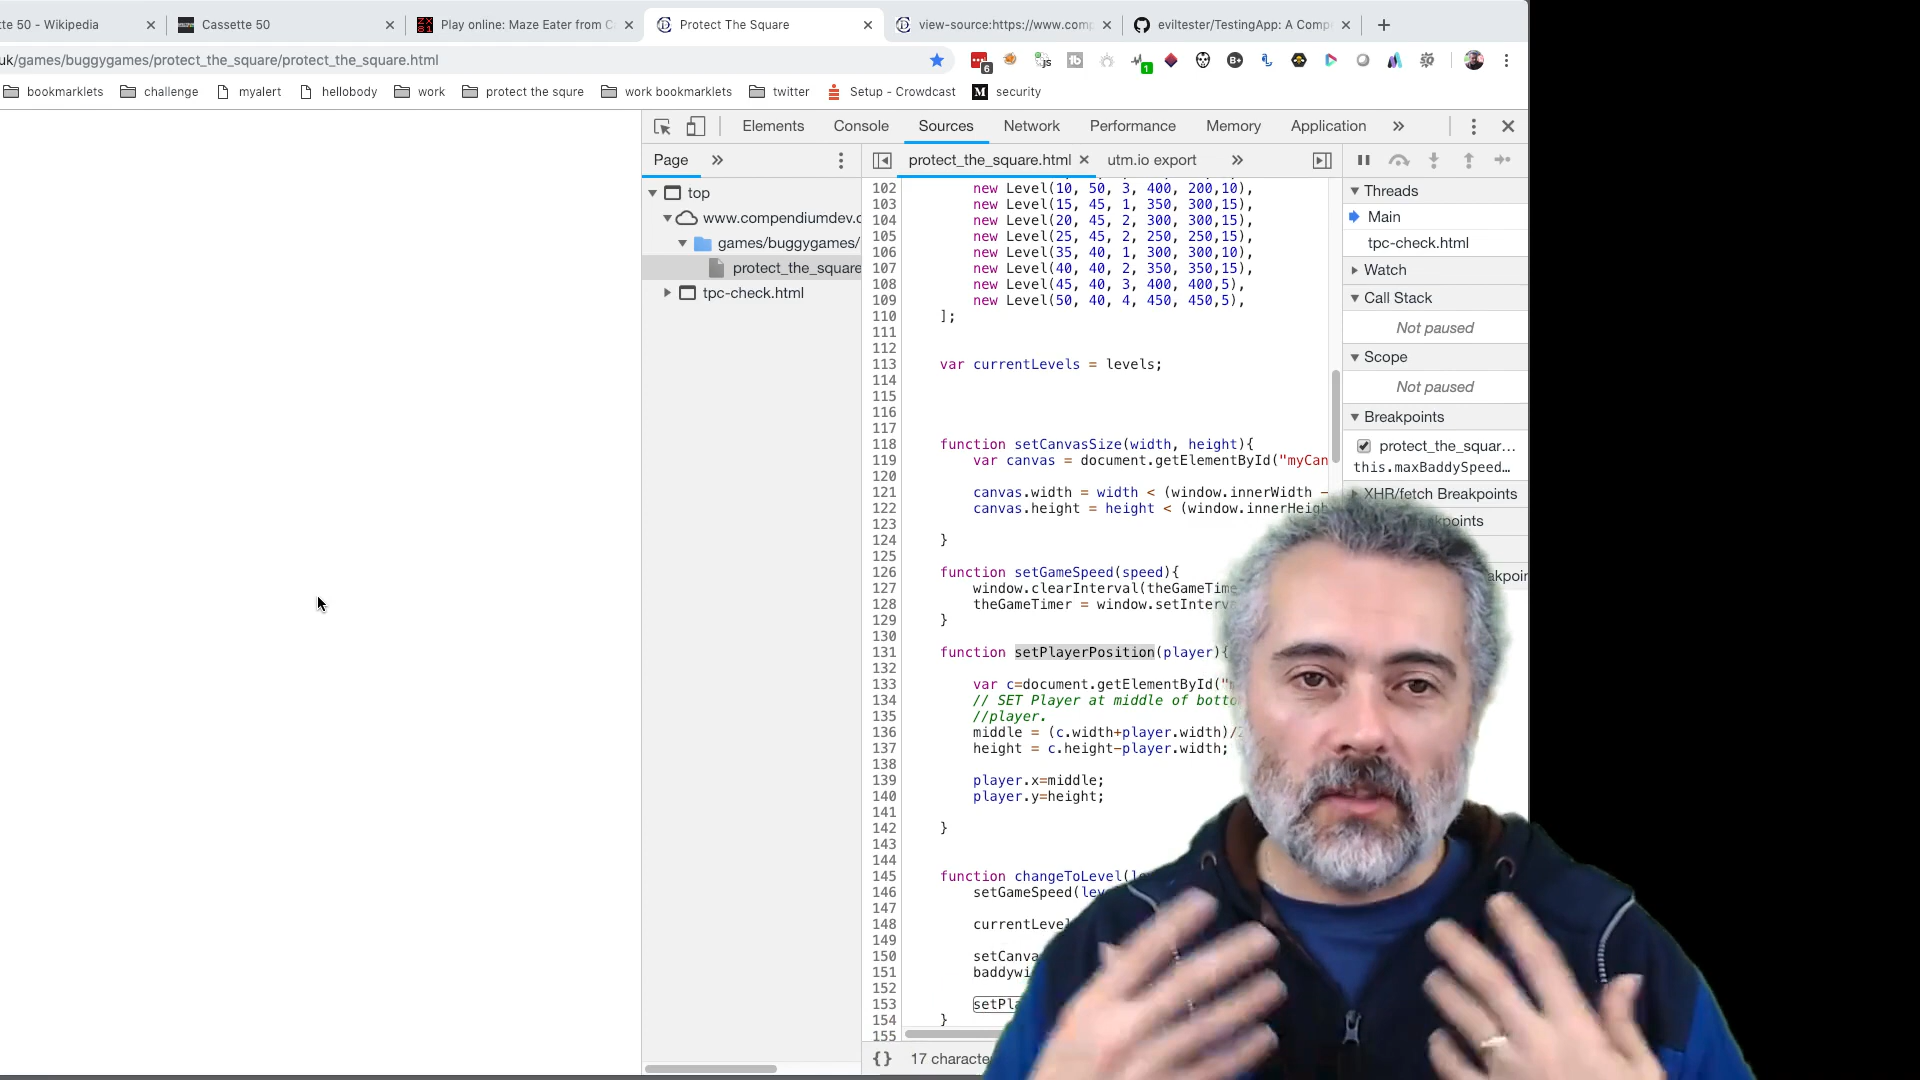 te 50 - Wikipedia
Cassette 50
Play online: Maze Eater from C
Protect The Square
view-source:https://www.comp
eviltester/TestingApp: A Comp
uk/games/buggygames/protect_the_square/protect_the_square.html
bookmarklets
challenge
myalert
hellobody
work
protect the squre
work bookmarklets
twitter
Setup - Crowdcast
security
Elements
Console
Sources
Network
Performance
Memory
Application
Page
protect_the_square.html
utm.io export
top
www.compendiumdev.c
games/buggygames/
protect_the_square
tpc-check.html
102 new Level(10, 50, 3, 400, 200,10),
103 new Level(15, 45, 1, 350, 300,15),
104 new Level(20, 45, 2, 300, 300,15),
105 new Level(25, 45, 2, 250, 250,15),
106 new Level(35, 40, 1, 300, 300,10),
107 new Level(40, 40, 2, 350, 350,15),
108 new Level(45, 40, 3, 400, 400,5),
109 new Level(50, 40, 4, 450, 450,5),
110 ];
111
112
113 var currentLevels = levels;
114
115
116
117
118 function setCanvasSize(width, height){
119 var canvas = document.getElementById("myCan
120
121 canvas.width = width < (window.innerWidth -
122 canvas.height = height < (window.innerHeigh
123
124 }
125
126 function setGameSpeed(speed){
127 window.clearInterval(theGameTime
128 theGameTimer = window.setInterva
129 }
130
131 function setPlayerPosition(player){
132
133 var c=document.getElementById("
134 // SET Player at middle of botto
135 //player.
136 middle = (c.width+player.width)/2
137 height = c.height-player.width;
138
139 player.x=middle;
140 player.y=height;
141
142 }
143
144
145 function changeToLevel(le
146 setGameSpeed(leve
147
148 currentLevel
149
150 setCanva
151 baddywi
152
153 setPla
154 }
155
{} 17 characte
Threads
Main
tpc-check.html
Watch
Call Stack
Not paused
Scope
Not paused
Breakpoints
protect_the_squar...
this.maxBaddySpeed...
XHR/fetch Breakpoints
kpoints
akpoin
6
js
1
B+